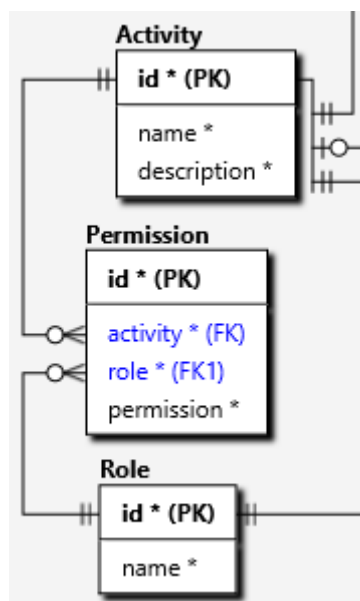 Activity
id * (PK)
name *
description *
Permission
id * (PK)
activity * (FK)
role * (FK1)
permission *
Role
id * (PK)
name *